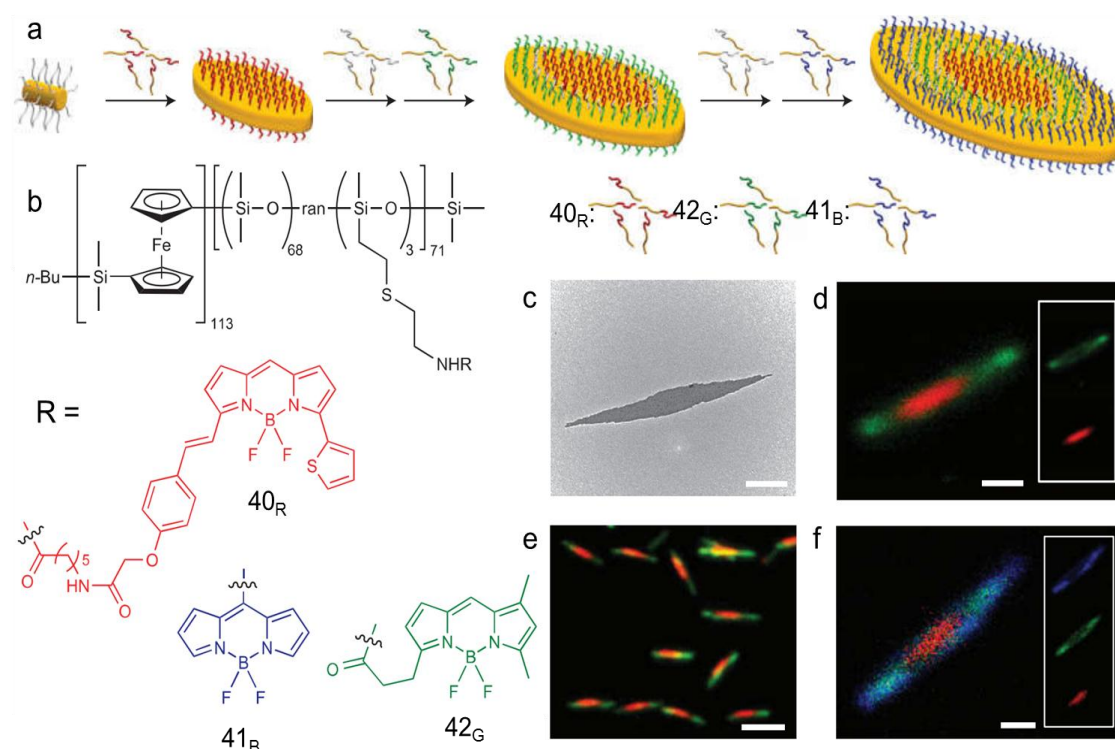 a
b
Si
O
ran
Si
O
Si
68
3
71
Fe
n-Bu
Si
113
S
NHR
40R:
42G:
41B:
c
d
R =
N
N
B
F
F
S
40R
O
5
HN
O
O
e
f
N
N
B
F
F
41B
O
N
N
B
F
F
42G